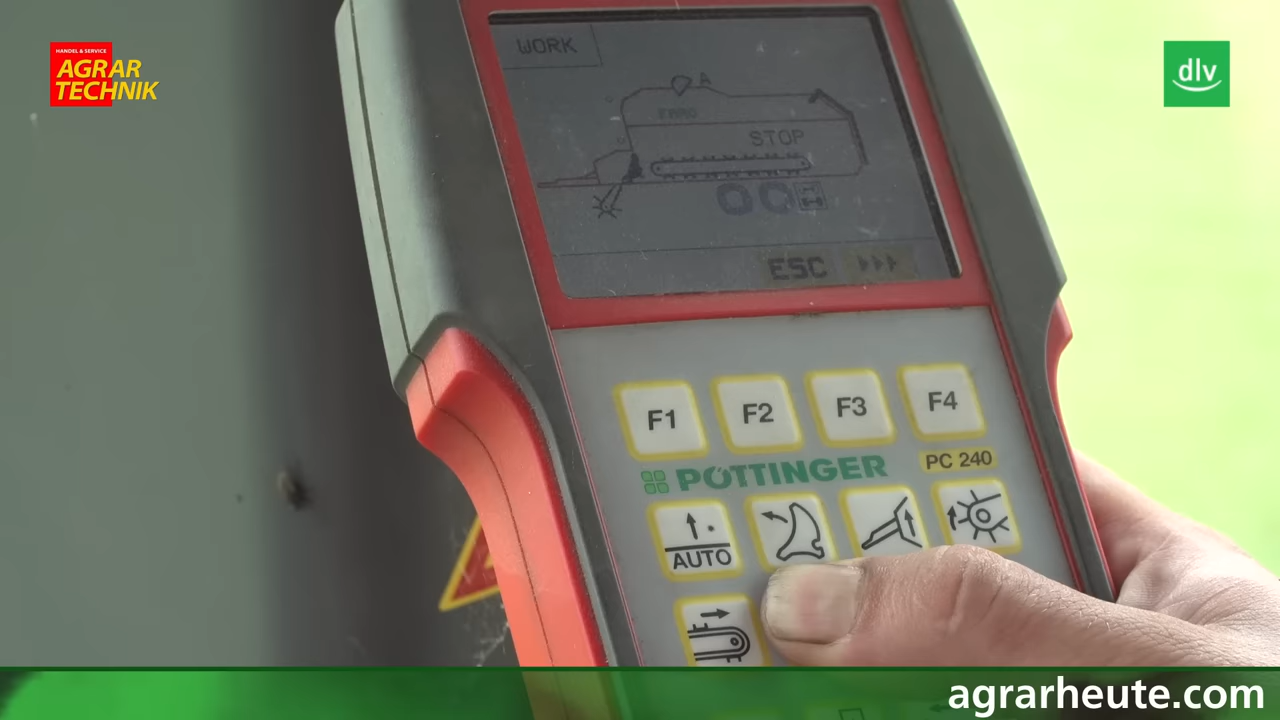 HANDEL & SERVICE
AGRAR
TECHNIK
dlv
WORK
A
STOP
ESC
F1
F2
F3
F4
PÖTTINGER
PC 240
AUTO
agrarheute.com